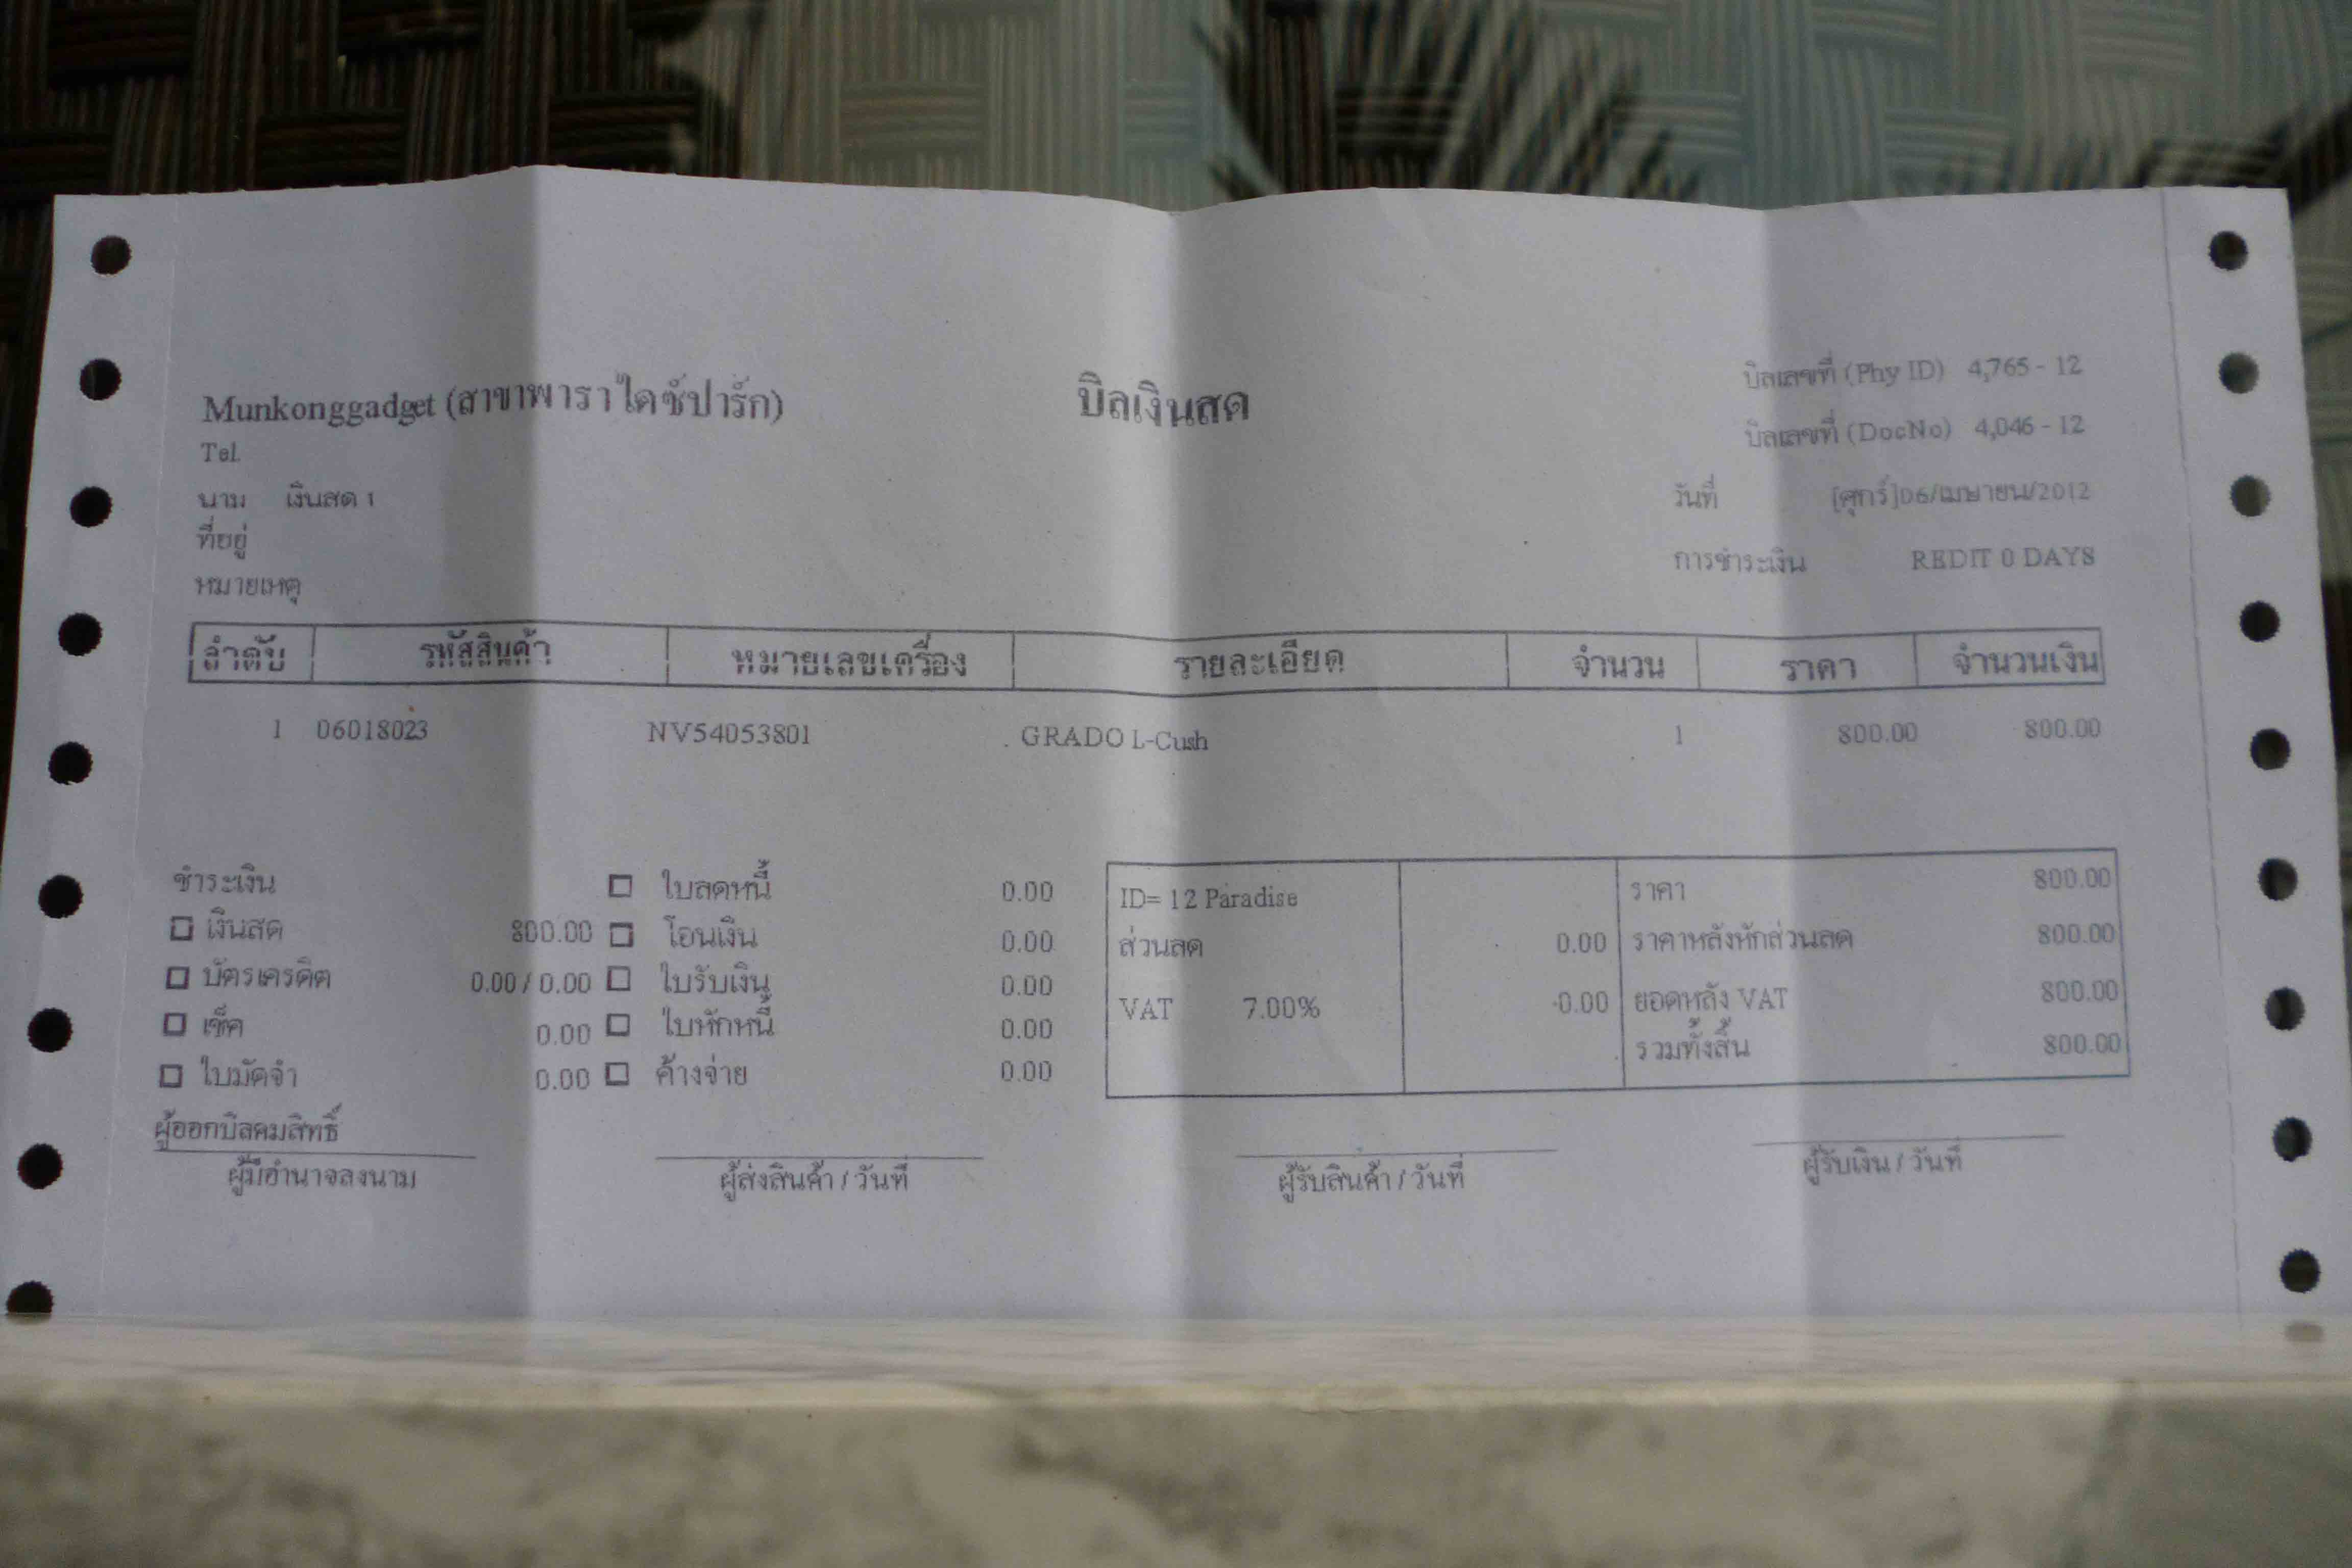 Munkonggadget (สาขาพาราไดซ์ปาร์ก)
บิลเงินสด
บิลเลขที่ (Phy ID) 4,765 - 12
Tel.
บิลเลขที่ (DocNo) 4,046 - 12
นาม เงินสด 1
วันที่ [ศุกร์]06/เมษายน/2012
ที่อยู่
การชำระเงิน REDIT 0 DAYS
หมายเหตุ
ลำดับ รหัสสินค้า หมายเลขเครื่อง รายละเอียด จำนวน ราคา จำนวนเงิน
1 06018023 NV54053801 GRADO L-Cush 1 800.00 800.00
ชำระเงิน ใบลดหนี้ 0.00
เงินสด 800.00 โอนเงิน 0.00
บัตรเครดิต 0.00 / 0.00 ใบรับเงิน 0.00
เช็ค 0.00 ใบหักหนี้ 0.00
ใบมัดจำ 0.00 ค้างจ่าย 0.00
ID= 12 Paradise ราคา 800.00
ส่วนลด 0.00 ราคาหลังหักส่วนลด 800.00
VAT 7.00% 0.00 ยอดหลัง VAT 800.00
รวมทั้งสิ้น 800.00
ผู้ออกบิลคมสิทธิ์
ผู้มีอำนาจลงนาม ผู้ส่งสินค้า / วันที่ ผู้รับสินค้า / วันที่ ผู้รับเงิน / วันที่